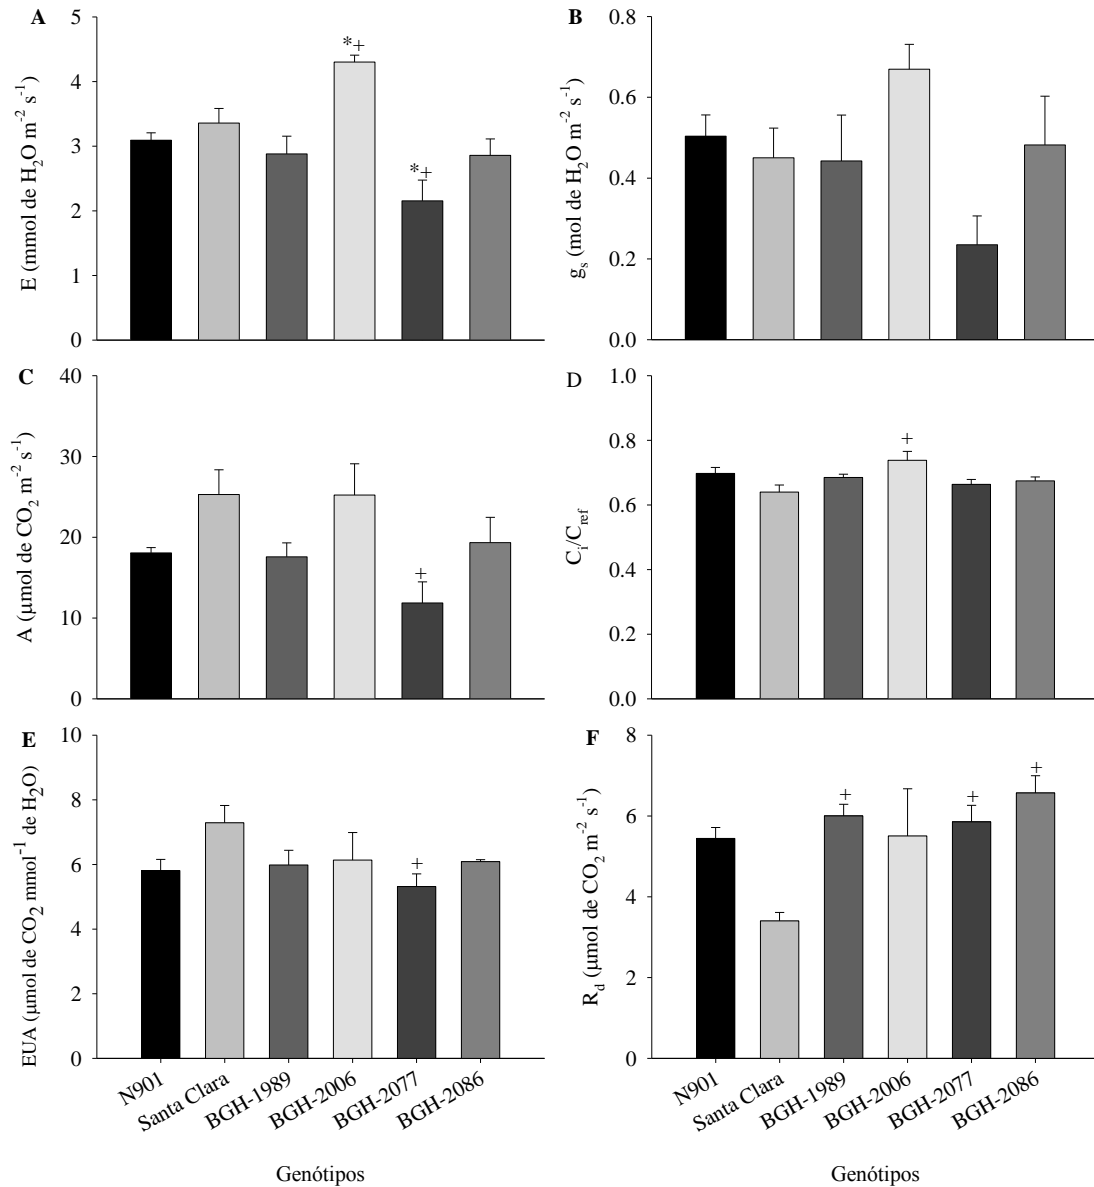 A
E (mmol de H2O m-2 s-1)
5
4
3
2
1
0
*+
*+
B
gs (mol de H2O m-2 s-1)
0.8
0.6
0.4
0.2
0.0
C
A (µmol de CO2 m-2 s-1)
40
30
20
10
0
+
D
Ci/Cref
1.0
0.8
0.6
0.4
0.2
0.0
+
E
EUA (µmol de CO2 mmol-1 de H2O)
10
8
6
4
2
0
+
N901
Santa Clara
BGH-1989
BGH-2006
BGH-2077
BGH-2086
Genótipos
F
Rd (µmol de CO2 m-2 s-1)
8
6
4
2
0
+
+
+
N901
Santa Clara
BGH-1989
BGH-2006
BGH-2077
BGH-2086
Genótipos